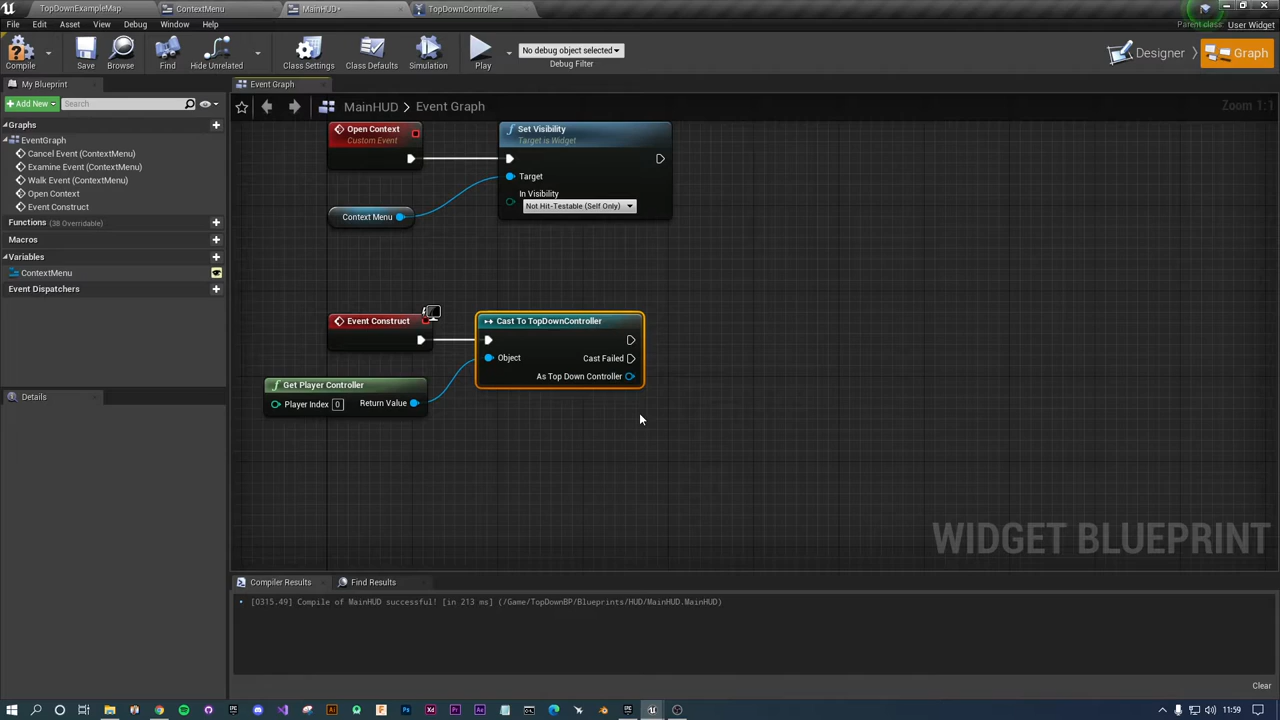 TopDownExampleMap
ContextMenu
MainHUD*
TopDownController*
File Edit Asset View Debug Window Help
Parent class: User Widget
Compile
Save
Browse
Find
Hide Unrelated
Class Settings
Class Defaults
Simulation
Play
No debug object selected
Debug Filter
Designer
Graph
My Blueprint
Event Graph
Add New
Search
MainHUD > Event Graph
Zoom 1:1
Graphs
EventGraph
Cancel Event (ContextMenu)
Examine Event (ContextMenu)
Walk Event (ContextMenu)
Open Context
Event Construct
Functions (38 Overridable)
Macros
Variables
ContextMenu
Event Dispatchers
Details
Open Context
Custom Event
Set Visibility
Target is Widget
Target
In Visibility
Not Hit-Testable (Self Only)
Context Menu
Event Construct
Cast To TopDownController
Object
Cast Failed
As Top Down Controller
Get Player Controller
Player Index 0
Return Value
WIDGET BLUEPRINT
Compiler Results
Find Results
[0315.49] Compile of MainHUD successful! [in 213 ms] (/Game/TopDownBP/Blueprints/HUD/MainHUD.MainHUD)
Clear
11:59